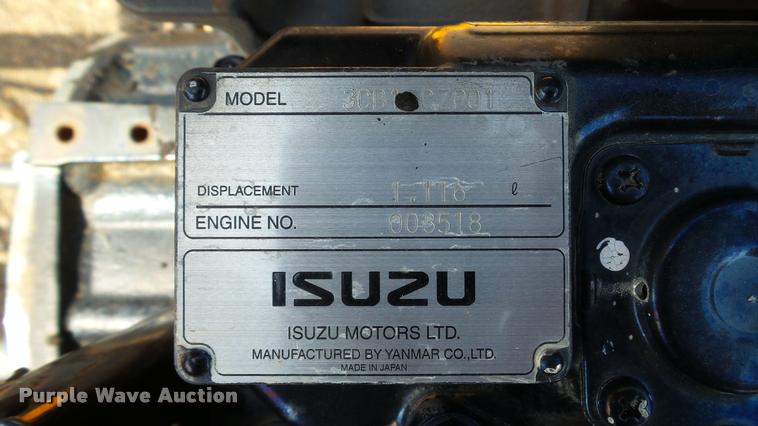 MODEL
DISPLACEMENT 1.116 ℓ
ENGINE NO. 003518
ISUZU
ISUZU MOTORS LTD.
MANUFACTURED BY YANMAR CO.,LTD.
MADE IN JAPAN
Purple Wave Auction